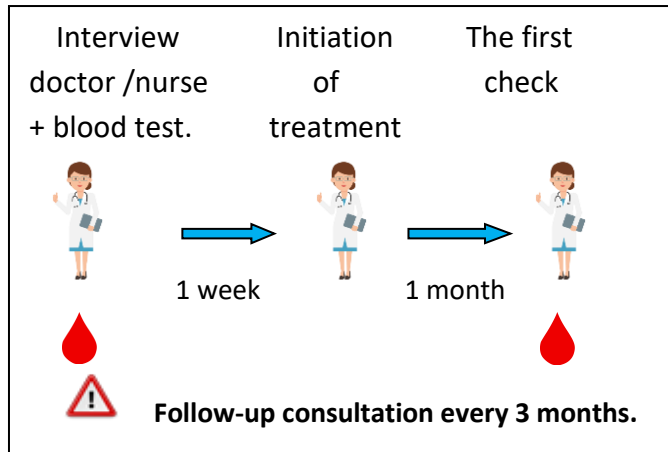 Interview
doctor /nurse
+ blood test.
Initiation
of
treatment
The first
check
1 week
1 month
Follow-up consultation every 3 months.